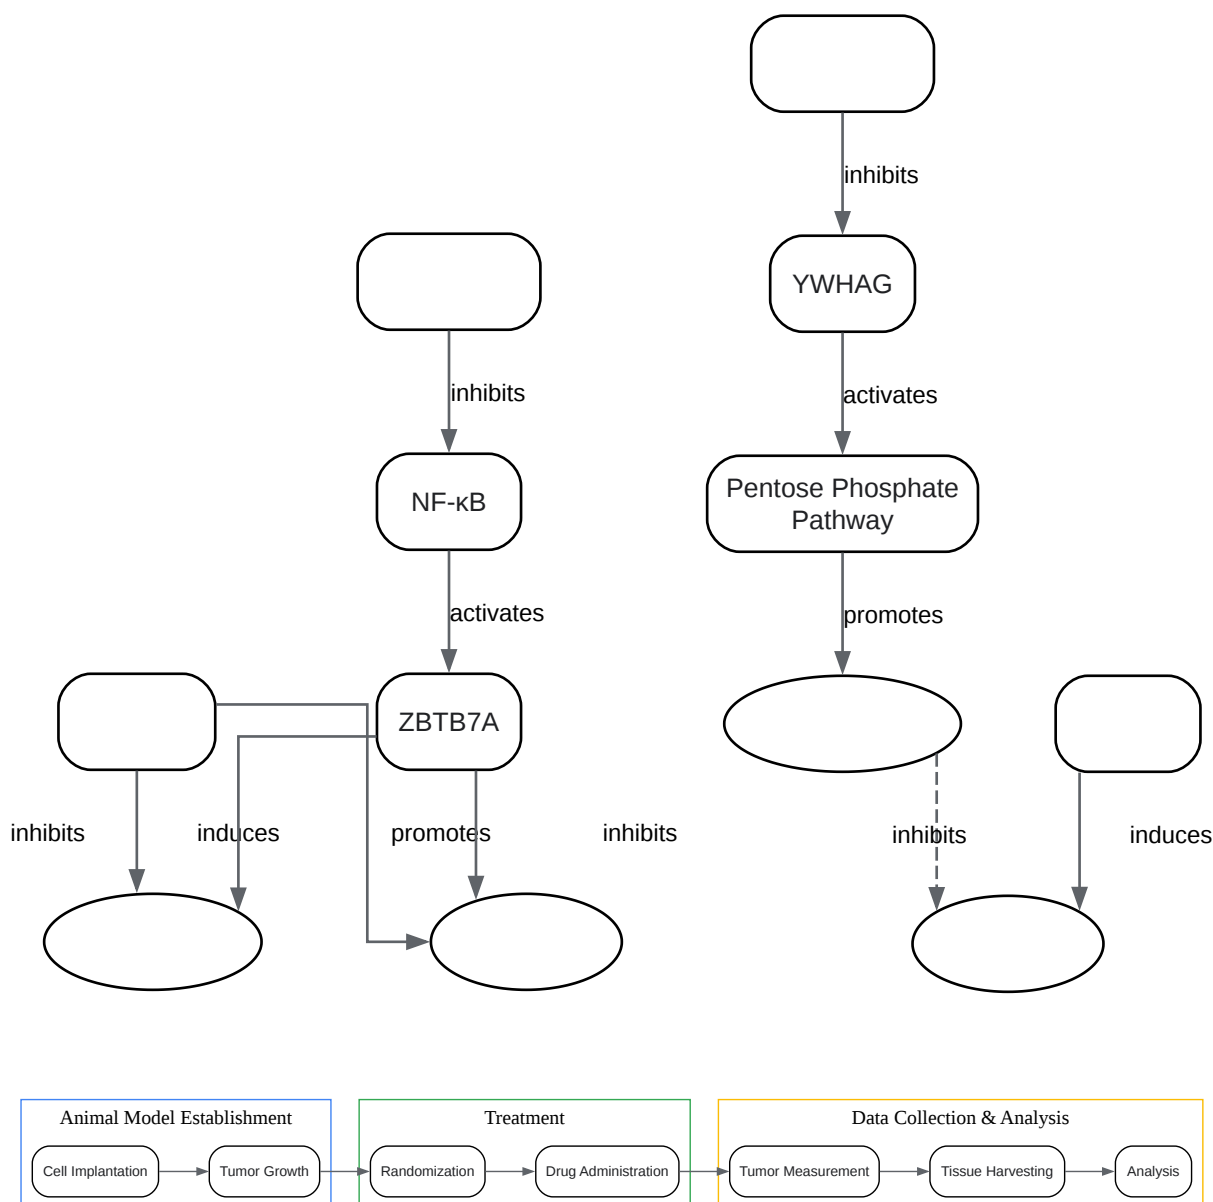 inhibits
YWHAG
inhibits
activates
NF-κB
Pentose Phosphate
Pathway
activates
promotes
ZBTB7A
inhibits
induces
promotes
inhibits
inhibits
induces
Animal Model Establishment
Treatment
Data Collection & Analysis
Cell Implantation
Tumor Growth
Randomization
Drug Administration
Tumor Measurement
Tissue Harvesting
Analysis